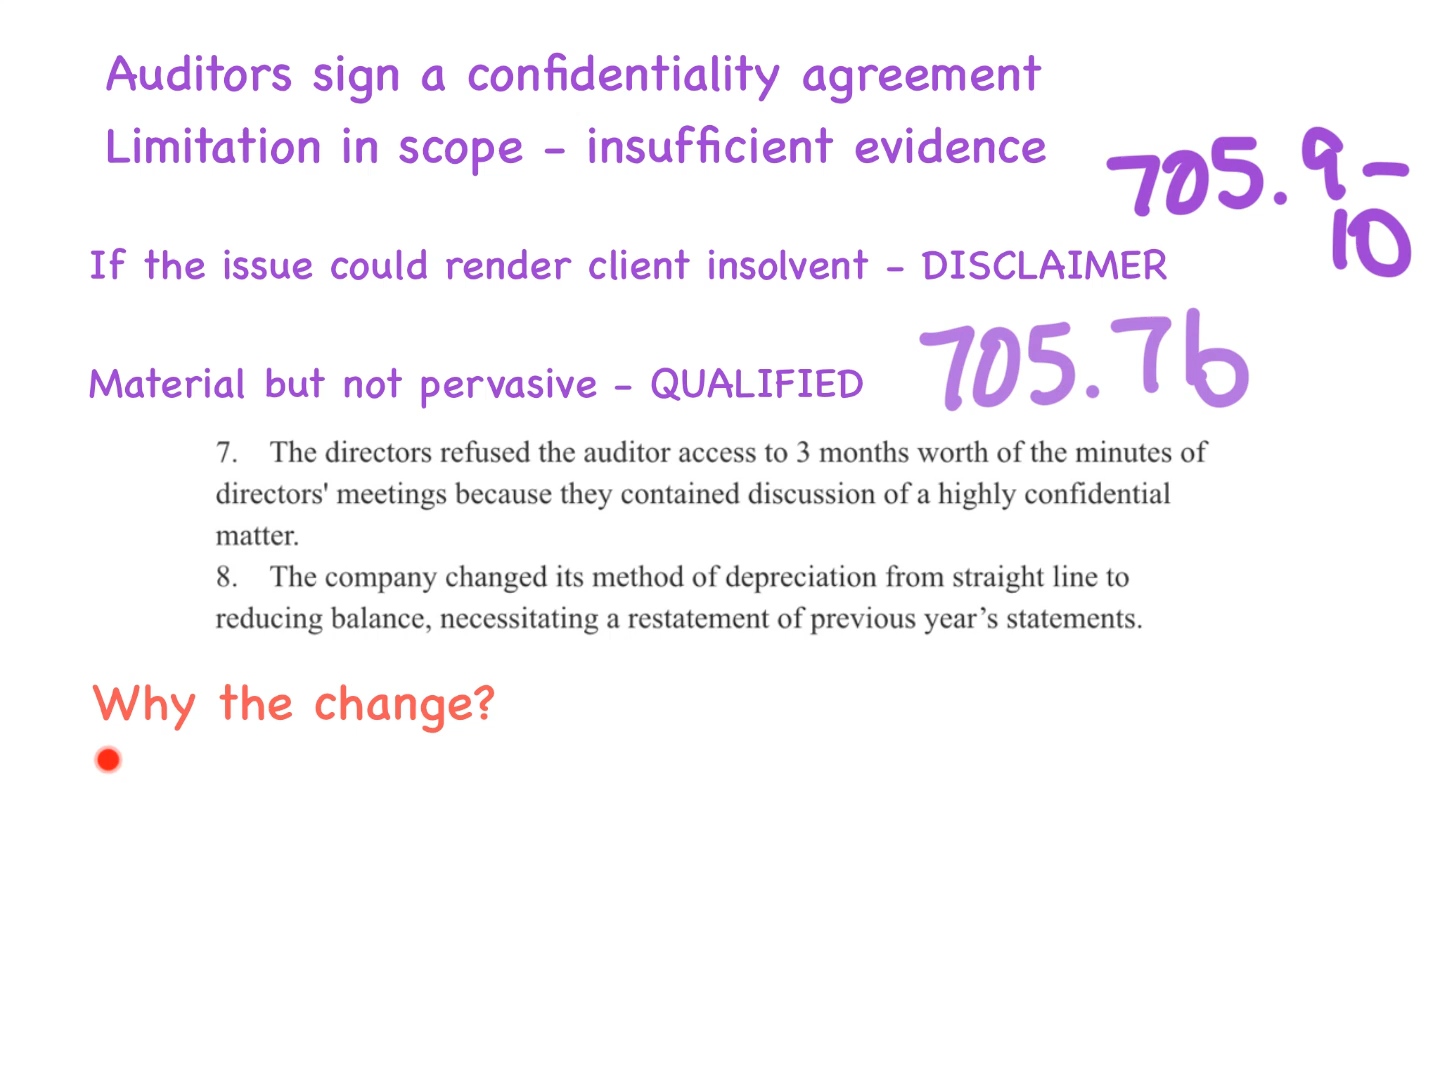 Auditors sign a confidentiality agreement
Limitation in scope – insufficient evidence
705.9–
10
If the issue could render client insolvent – DISCLAIMER
705.7b
Material but not pervasive – QUALIFIED
7. The directors refused the auditor access to 3 months worth of the minutes of
directors' meetings because they contained discussion of a highly confidential
matter.
8. The company changed its method of depreciation from straight line to
reducing balance, necessitating a restatement of previous year’s statements.
Why the change?